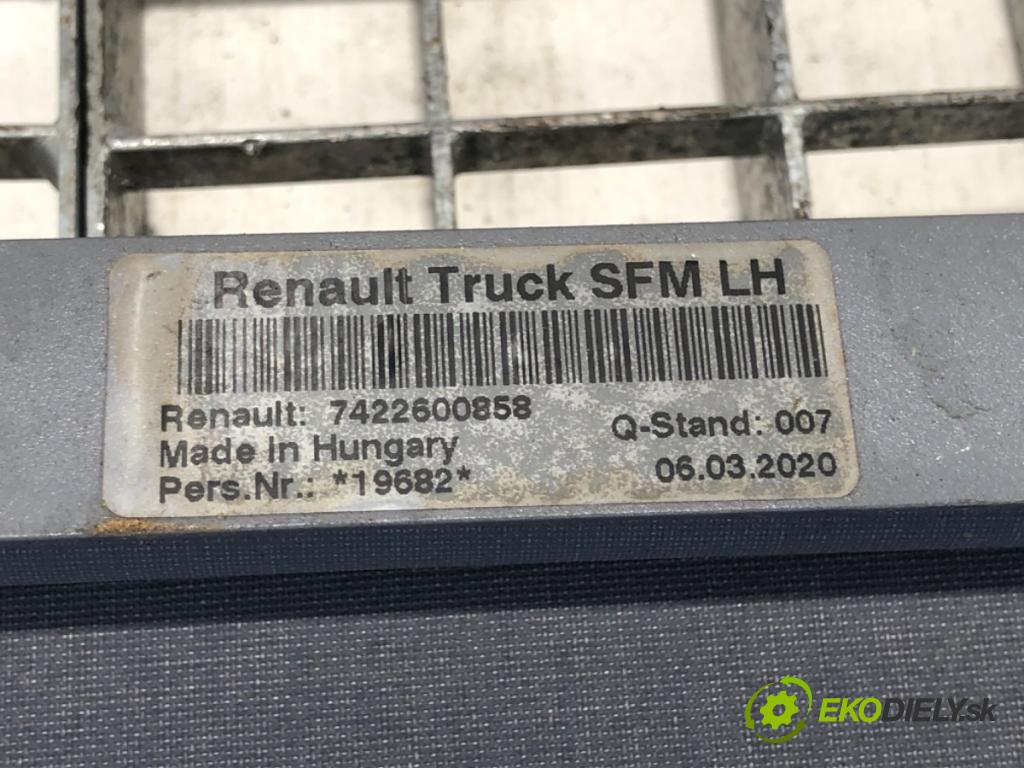 Renault Truck SFM LH
Renault: 7422600858
Q-Stand: 007
Made In Hungary
Pers.Nr.: *19682*
06.03.2020
EKODIELY.sk